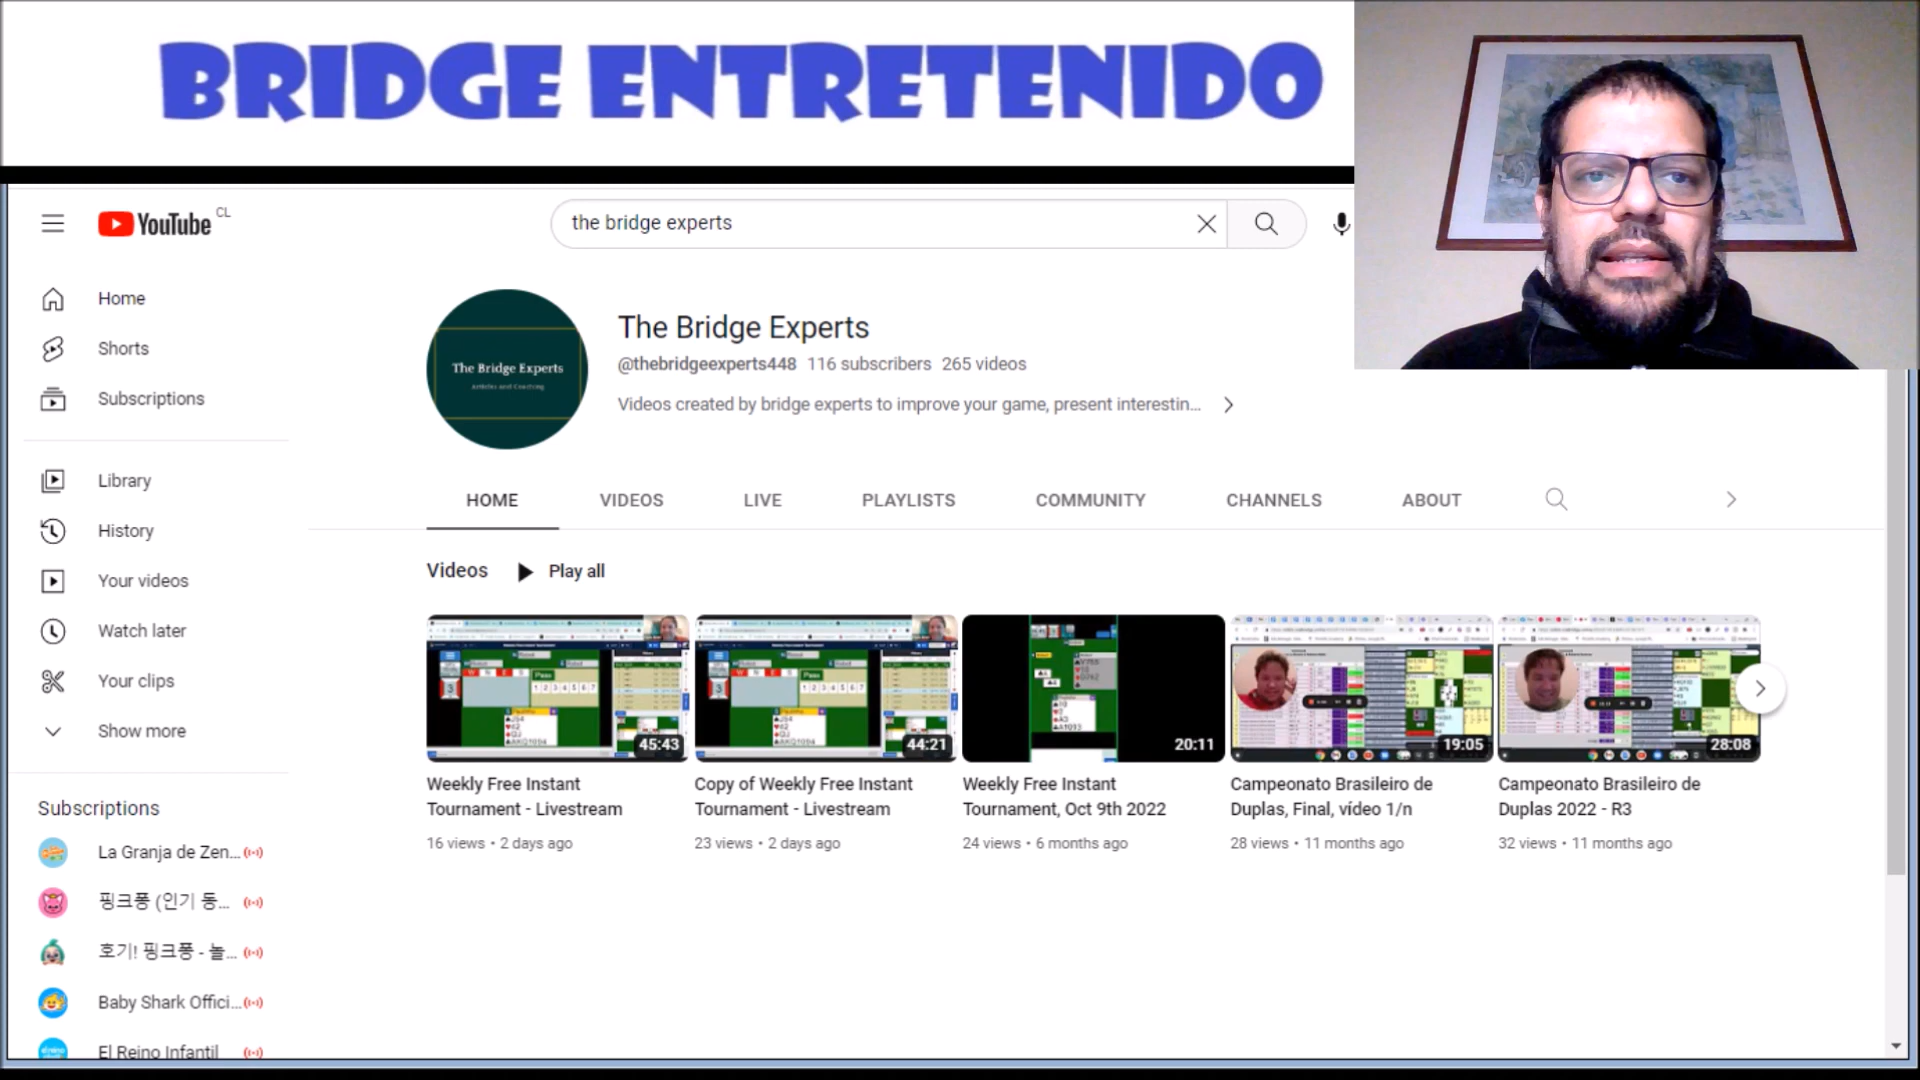 BRIDGE ENTRETENIDO
YouTube CL
the bridge experts
Home
Shorts
Subscriptions
Library
History
Your videos
Watch later
Your clips
Show more
Subscriptions
La Granja de Zen...
핑크퐁 (인기 동...
호기! 핑크퐁 - 놀...
Baby Shark Offici...
El Reino Infantil
The Bridge Experts
Articles and Coaching
The Bridge Experts
@thebridgeexperts448 116 subscribers 265 videos
Videos created by bridge experts to improve your game, present interestin...
HOME VIDEOS LIVE PLAYLISTS COMMUNITY CHANNELS ABOUT
Videos Play all
45:43
Weekly Free Instant
Tournament - Livestream
16 views • 2 days ago
44:21
Copy of Weekly Free Instant
Tournament - Livestream
23 views • 2 days ago
20:11
Weekly Free Instant
Tournament, Oct 9th 2022
24 views • 6 months ago
19:05
Campeonato Brasileiro de
Duplas, Final, vídeo 1/n
28 views • 11 months ago
28:08
Campeonato Brasileiro de
Duplas 2022 - R3
32 views • 11 months ago